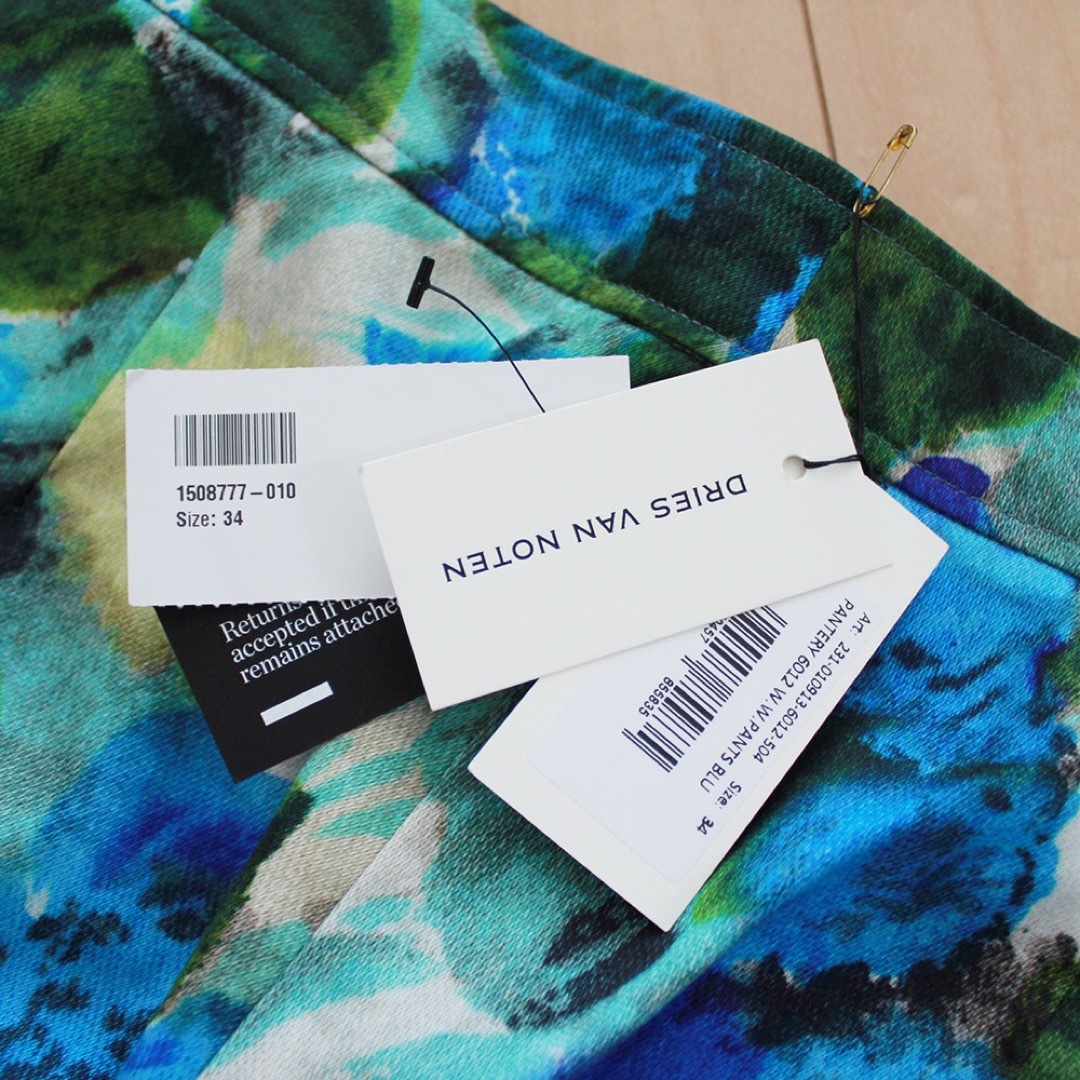 1508777-010
Size: 34
DRIES VAN NOTEN
Returns
accepted if
remains attache
Art: 231-010913-6012-504
PANTERY 6012 W.W.PANTS BLU
Size: 34
855835